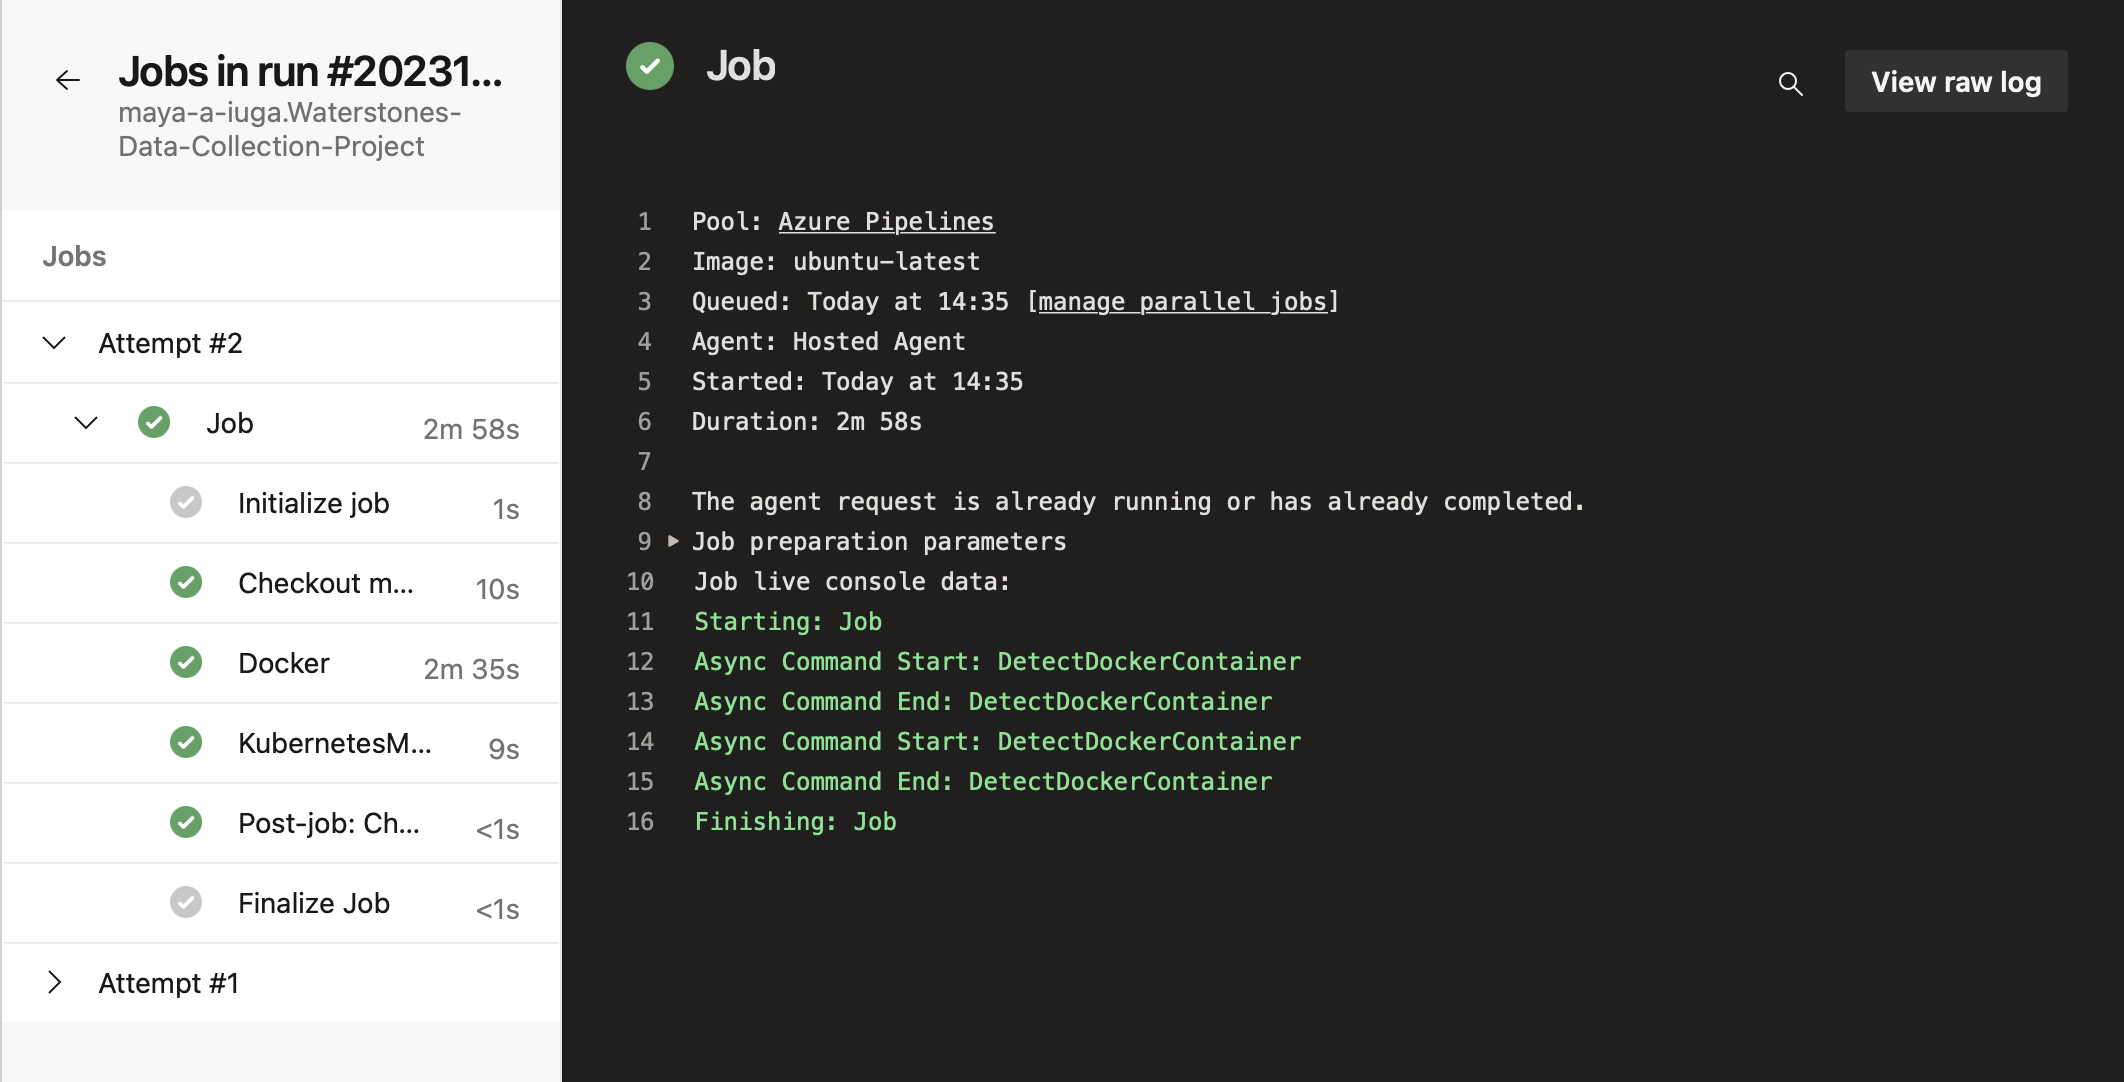 Jobs in run #20231...
maya-a-iuga.Waterstones-
Data-Collection-Project
Jobs
Attempt #2
Job 2m 58s
Initialize job 1s
Checkout m... 10s
Docker 2m 35s
KubernetesM... 9s
Post-job: Ch... <1s
Finalize Job <1s
Attempt #1
Job
View raw log
1 Pool: Azure Pipelines
2 Image: ubuntu-latest
3 Queued: Today at 14:35 [manage parallel jobs]
4 Agent: Hosted Agent
5 Started: Today at 14:35
6 Duration: 2m 58s
7
8 The agent request is already running or has already completed.
9 Job preparation parameters
10 Job live console data:
11 Starting: Job
12 Async Command Start: DetectDockerContainer
13 Async Command End: DetectDockerContainer
14 Async Command Start: DetectDockerContainer
15 Async Command End: DetectDockerContainer
16 Finishing: Job